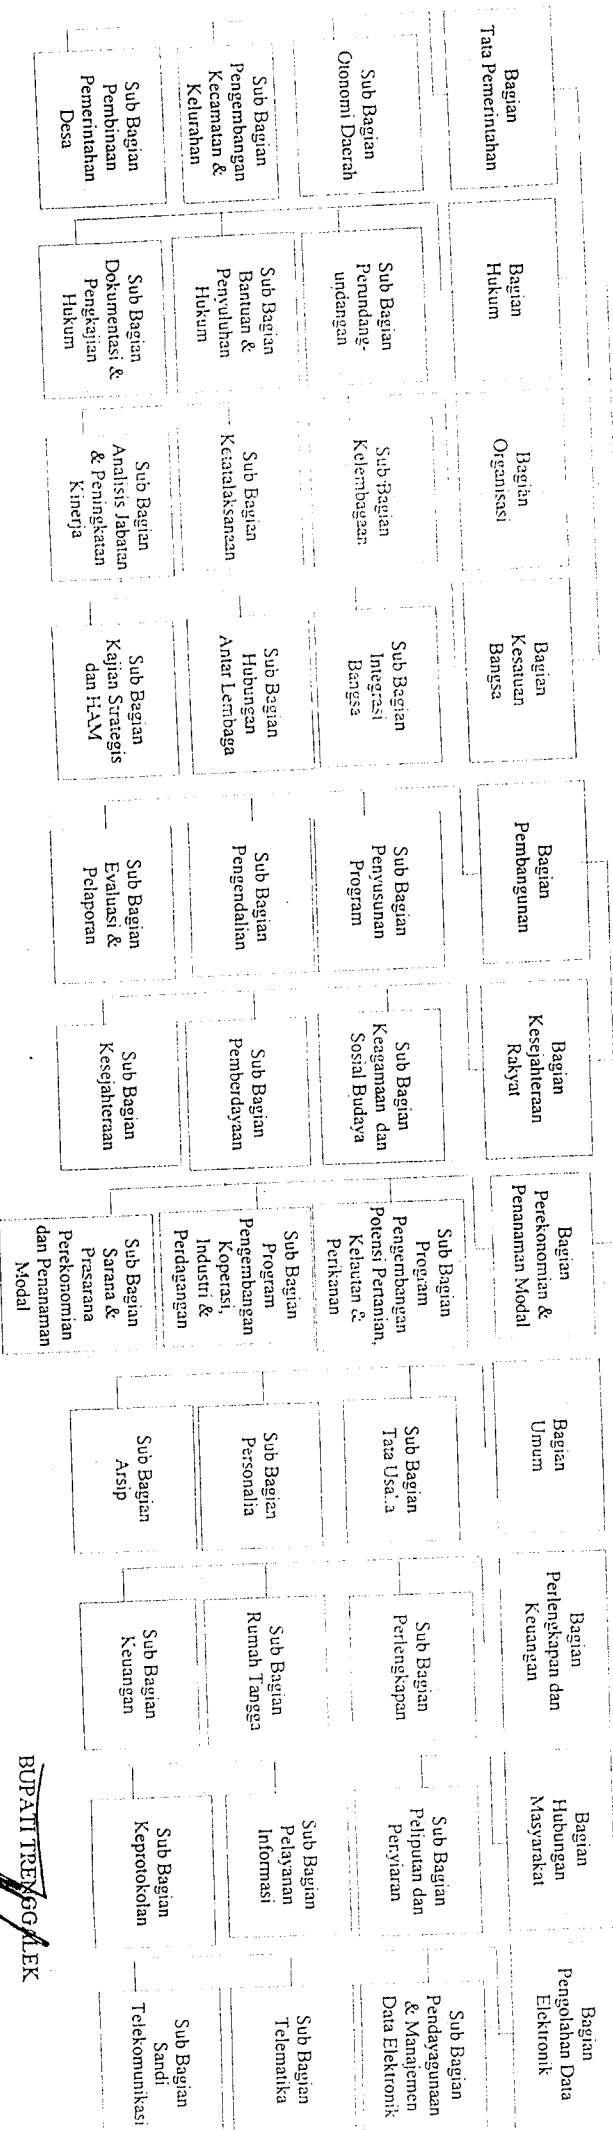 Bagian
Tata Pemerintahan
Bagian
Hukum
Bagian
Organisasi
Bagian
Kesatuan
Bangsa
Bagian
Pembangunan
Bagian
Kesejahteraan
Rakyat
Bagian
Perekonomian &
Penanaman Modal
Bagian
Umum
Bagian
Perlengkapan dan
Keuangan
Bagian
Hubungan
Masyarakat
Bagian
Pengolahan Data
Elektronik
Sub Bagian
Otonomi Daerah
Sub Bagian
Perundang-
undangan
Sub Bagian
Kelembagaan
Sub Bagian
Integrasi
Bangsa
Sub Bagian
Penyusunan
Program
Sub Bagian
Keagamaan dan
Sosial Budaya
Sub Bagian
Program
Pengembangan
Potensi Pertanian,
Kelautan &
Perikanan
Sub Bagian
Tata Usaha
Sub Bagian
Perlengkapan
Sub Bagian
Peliputan dan
Penyiaran
Sub Bagian
Pendayagunaan
& Manajemen
Data Elektronik
Sub Bagian
Pengembangan
Kecamatan &
Kelurahan
Sub Bagian
Bantuan &
Penyuluhan
Hukum
Sub Bagian
Ketatalaksanaan
Sub Bagian
Hubungan
Antar Lembaga
Sub Bagian
Pengendalian
Sub Bagian
Pemberdayaan
Sub Bagian
Program
Pengembangan
Koperasi,
Industri &
Perdagangan
Sub Bagian
Personalia
Sub Bagian
Rumah Tangga
Sub Bagian
Pelayanan
Informasi
Sub Bagian
Telematika
Sub Bagian
Pembinaan
Pemerintahan
Desa
Sub Bagian
Dokumentasi &
Pengkajian
Hukum
Sub Bagian
Analisis Jabatan
& Peningkatan
Kinerja
Sub Bagian
Kajian Strategis
dan HAM
Sub Bagian
Evaluasi &
Pelaporan
Sub Bagian
Kesejahteraan
Sub Bagian
Sarana &
Prasarana
Perekonomian
dan Penanaman
Modal
Sub Bagian
Arsip
Sub Bagian
Keuangan
Sub Bagian
Keprotokolan
Sub Bagian
Sandi
Telekomunikasi
BUPATI TRENGGALEK